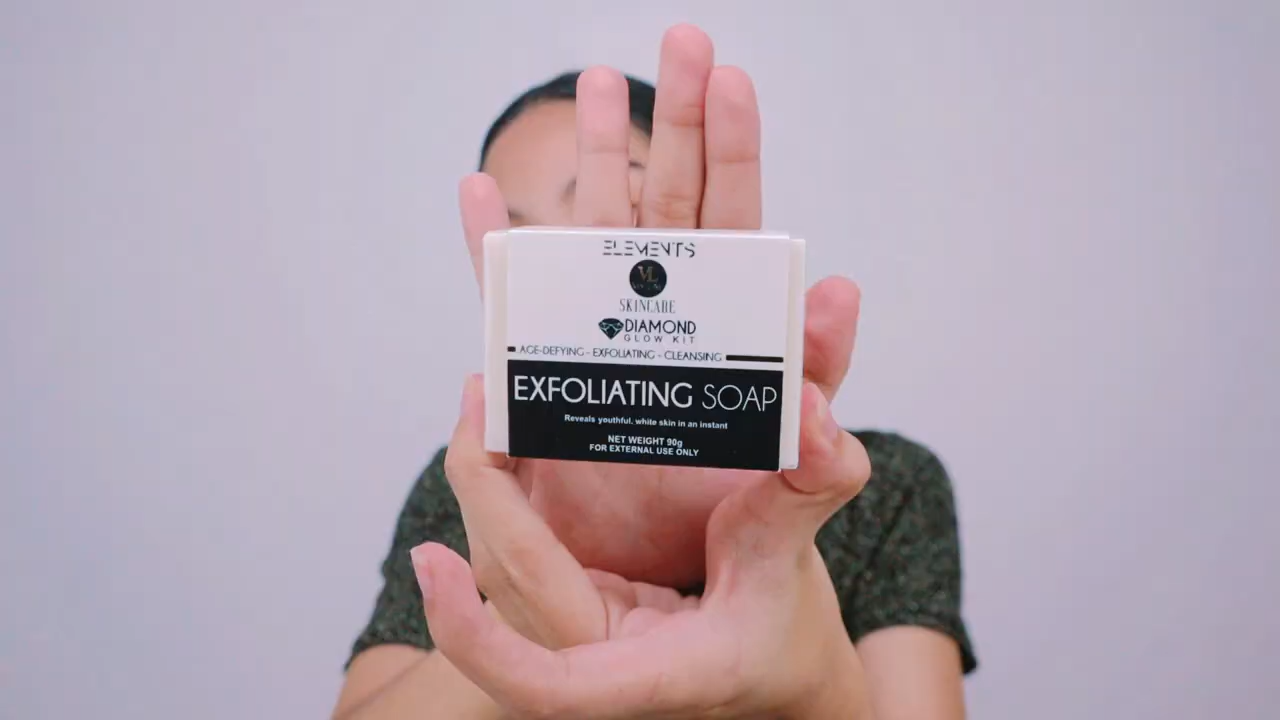 ELEMENTS
VL
SKINCARE
DIAMOND
GLOW KIT
AGE-DEFYING - EXFOLIATING - CLEANSING
EXFOLIATING SOAP
Reveals youthful, white skin in an instant
NET WEIGHT 90g
FOR EXTERNAL USE ONLY